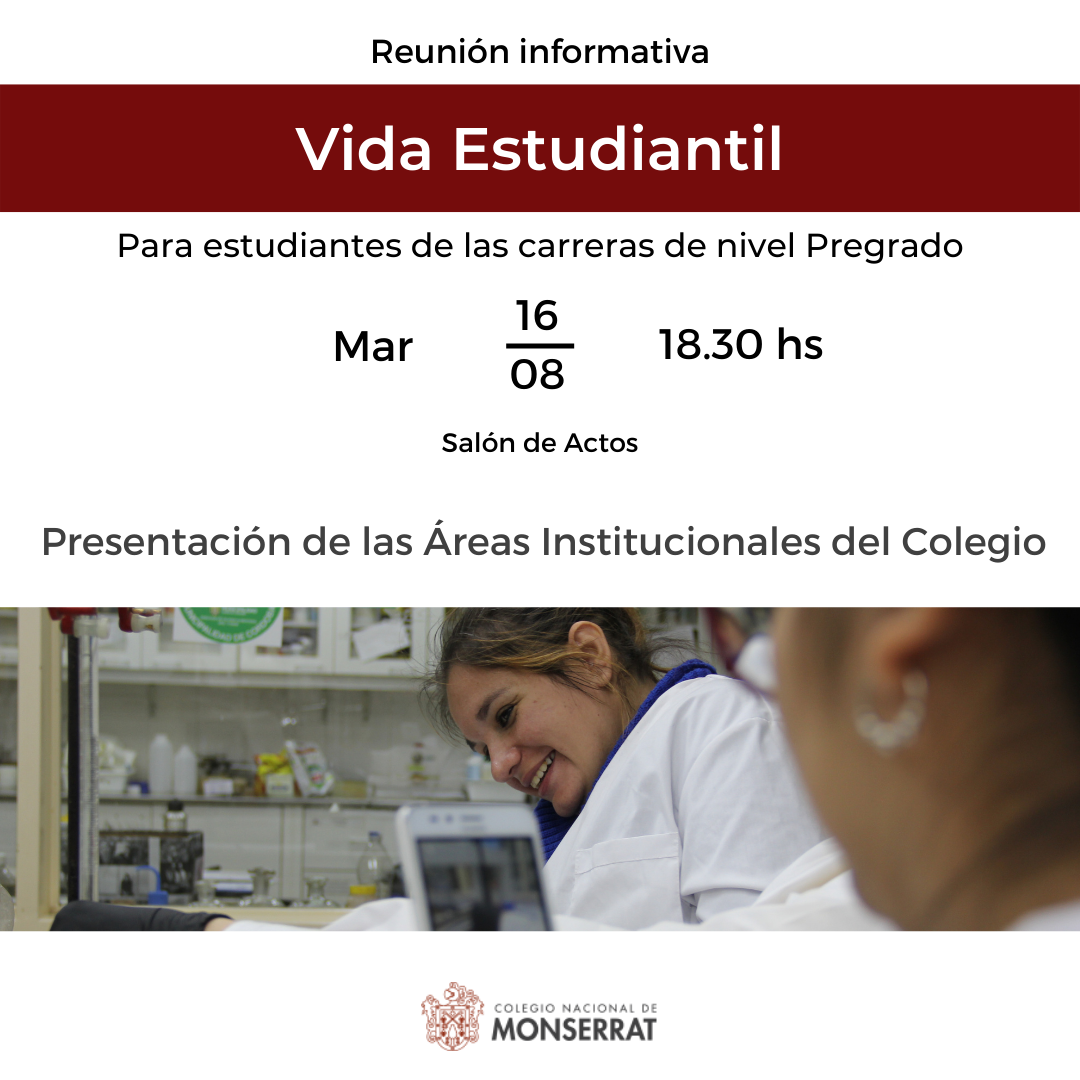 Reunión informativa
Vida Estudiantil
Para estudiantes de las carreras de nivel Pregrado
Mar
16
08
18.30 hs
Salón de Actos
Presentación de las Áreas Institucionales del Colegio
COLEGIO NACIONAL DE
MONSERRAT